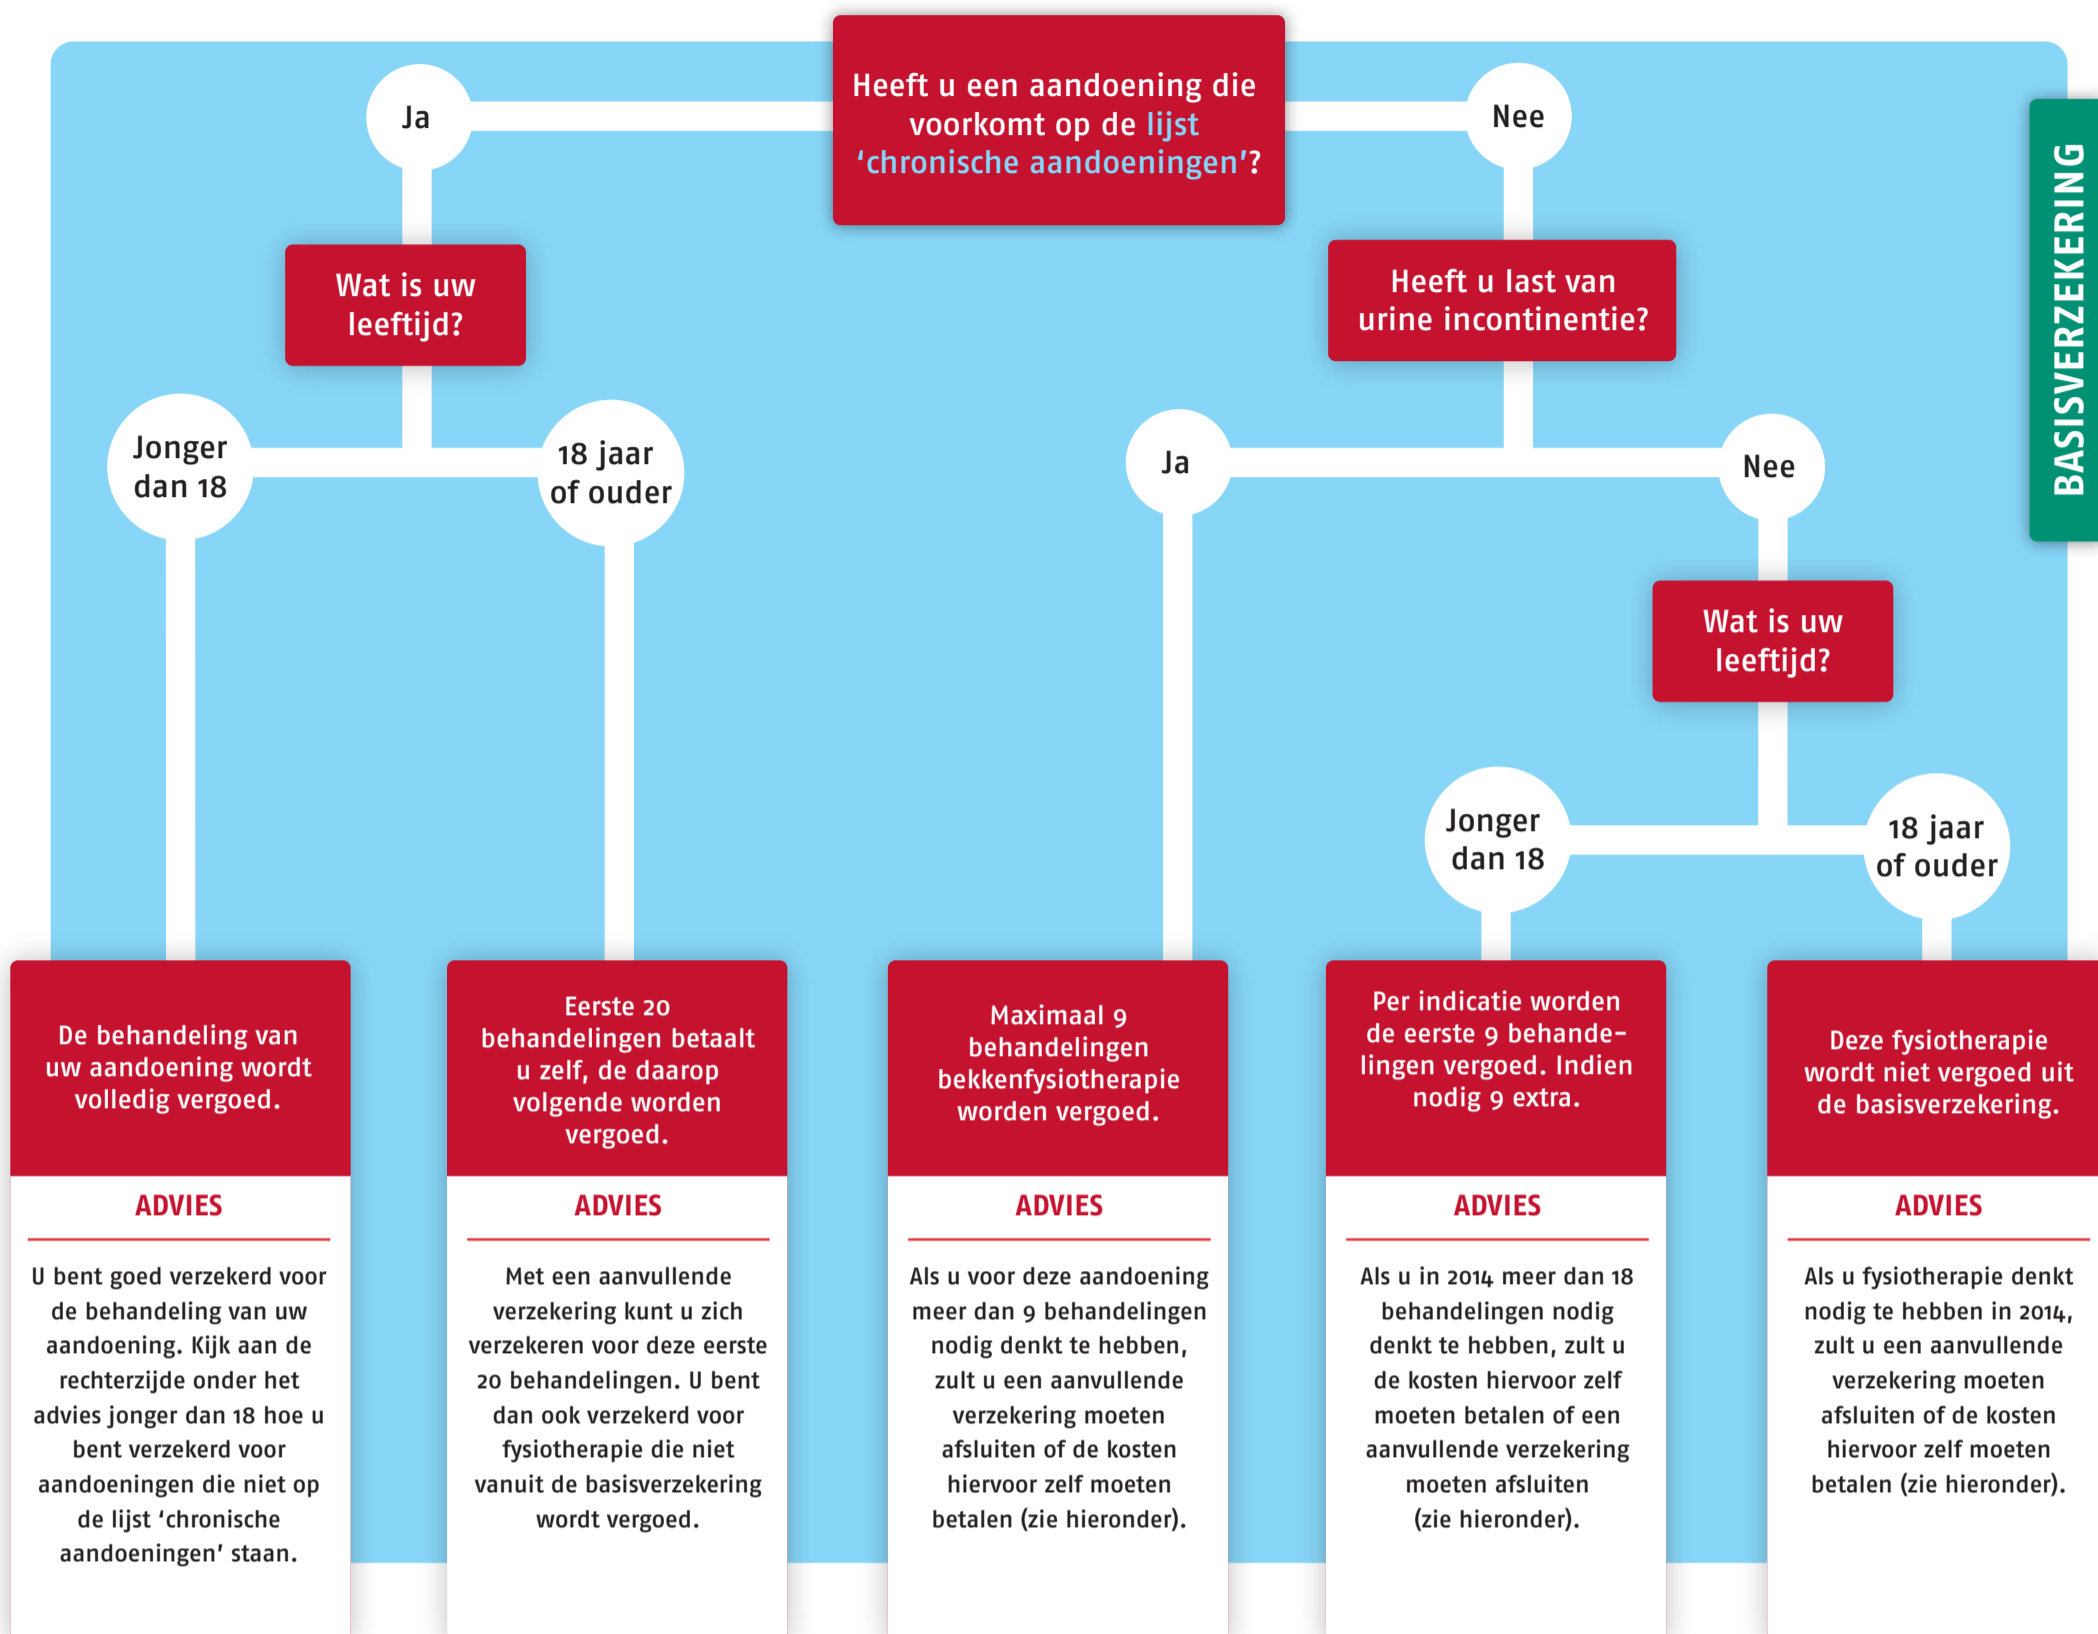 Heeft u een aandoening die
voorkomt op de lijst
‘chronische aandoeningen’?
Ja
Nee
BASISVERZEKERING
Wat is uw
leeftijd?
Heeft u last van
urine incontinentie?
Jonger
dan 18
18 jaar
of ouder
Ja
Nee
Wat is uw
leeftijd?
Jonger
dan 18
18 jaar
of ouder
De behandeling van
uw aandoening wordt
volledig vergoed.
ADVIES
U bent goed verzekerd voor
de behandeling van uw
aandoening. Kijk aan de
rechterzijde onder het
advies jonger dan 18 hoe u
bent verzekerd voor
aandoeningen die niet op
de lijst ‘chronische
aandoeningen’ staan.
Eerste 20
behandelingen betaalt
u zelf, de daarop
volgende worden
vergoed.
ADVIES
Met een aanvullende
verzekering kunt u zich
verzekeren voor deze eerste
20 behandelingen. U bent
dan ook verzekerd voor
fysiotherapie die niet
vanuit de basisverzekering
wordt vergoed.
Maximaal 9
behandelingen
bekkenfysiotherapie
worden vergoed.
ADVIES
Als u voor deze aandoening
meer dan 9 behandelingen
nodig denkt te hebben,
zult u een aanvullende
verzekering moeten
afsluiten of de kosten
hiervoor zelf moeten
betalen (zie hieronder).
Per indicatie worden
de eerste 9 behande-
lingen vergoed. Indien
nodig 9 extra.
ADVIES
Als u in 2014 meer dan 18
behandelingen nodig
denkt te hebben, zult u
de kosten hiervoor zelf
moeten betalen of een
aanvullende verzekering
moeten afsluiten
(zie hieronder).
Deze fysiotherapie
wordt niet vergoed uit
de basisverzekering.
ADVIES
Als u fysiotherapie denkt
nodig te hebben in 2014,
zult u een aanvullende
verzekering moeten
afsluiten of de kosten
hiervoor zelf moeten
betalen (zie hieronder).